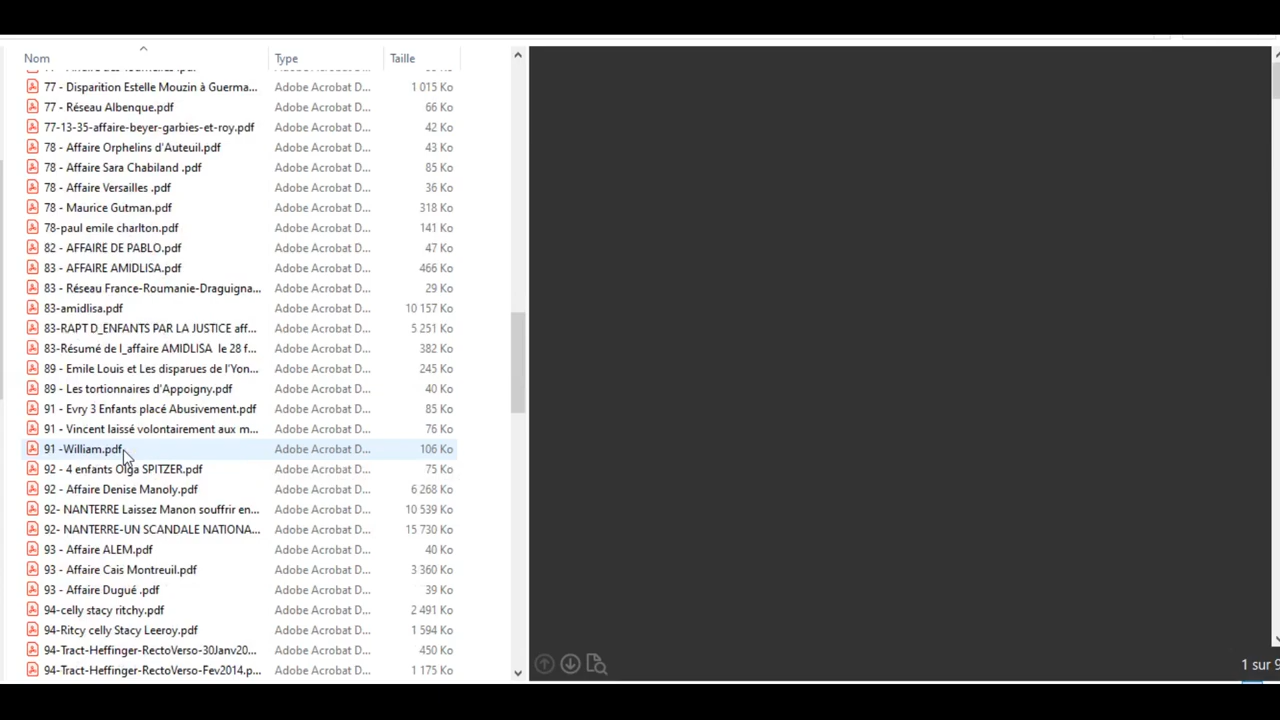 Nom Type Taille
77 - Disparition Estelle Mouzin à Guerma... Adobe Acrobat D... 1 015 Ko
77 - Réseau Albenque.pdf Adobe Acrobat D... 66 Ko
77-13-35-affaire-beyer-garbies-et-roy.pdf Adobe Acrobat D... 42 Ko
78 - Affaire Orphelins d'Auteuil.pdf Adobe Acrobat D... 43 Ko
78 - Affaire Sara Chabiland .pdf Adobe Acrobat D... 85 Ko
78 - Affaire Versailles .pdf Adobe Acrobat D... 36 Ko
78 - Maurice Gutman.pdf Adobe Acrobat D... 318 Ko
78-paul emile charlton.pdf Adobe Acrobat D... 141 Ko
82 - AFFAIRE DE PABLO.pdf Adobe Acrobat D... 47 Ko
83 - AFFAIRE AMIDLISA.pdf Adobe Acrobat D... 466 Ko
83 - Réseau France-Roumanie-Draguigna... Adobe Acrobat D... 29 Ko
83-amidlisa.pdf Adobe Acrobat D... 10 157 Ko
83-RAPT D_ENFANTS PAR LA JUSTICE aff... Adobe Acrobat D... 5 251 Ko
83-Résumé de l_affaire AMIDLISA  le 28 f... Adobe Acrobat D... 382 Ko
89 - Emile Louis et Les disparues de l'Yon... Adobe Acrobat D... 245 Ko
89 - Les tortionnaires d'Appoigny.pdf Adobe Acrobat D... 40 Ko
91 - Evry 3 Enfants placé Abusivement.pdf Adobe Acrobat D... 85 Ko
91 - Vincent laissé volontairement aux m... Adobe Acrobat D... 76 Ko
91 -William.pdf Adobe Acrobat D... 106 Ko
92 - 4 enfants Olga SPITZER.pdf Adobe Acrobat D... 75 Ko
92 - Affaire Denise Manoly.pdf Adobe Acrobat D... 6 268 Ko
92- NANTERRE Laissez Manon souffrir en... Adobe Acrobat D... 10 539 Ko
92- NANTERRE-UN SCANDALE NATIONA... Adobe Acrobat D... 15 730 Ko
93 - Affaire ALEM.pdf Adobe Acrobat D... 40 Ko
93 - Affaire Cais Montreuil.pdf Adobe Acrobat D... 3 360 Ko
93 - Affaire Dugué .pdf Adobe Acrobat D... 39 Ko
94-celly stacy ritchy.pdf Adobe Acrobat D... 2 491 Ko
94-Ritcy celly Stacy Leeroy.pdf Adobe Acrobat D... 1 594 Ko
94-Tract-Heffinger-RectoVerso-30Janv20... Adobe Acrobat D... 450 Ko
94-Tract-Heffinger-RectoVerso-Fev2014.p... Adobe Acrobat D... 1 175 Ko
1 sur 9